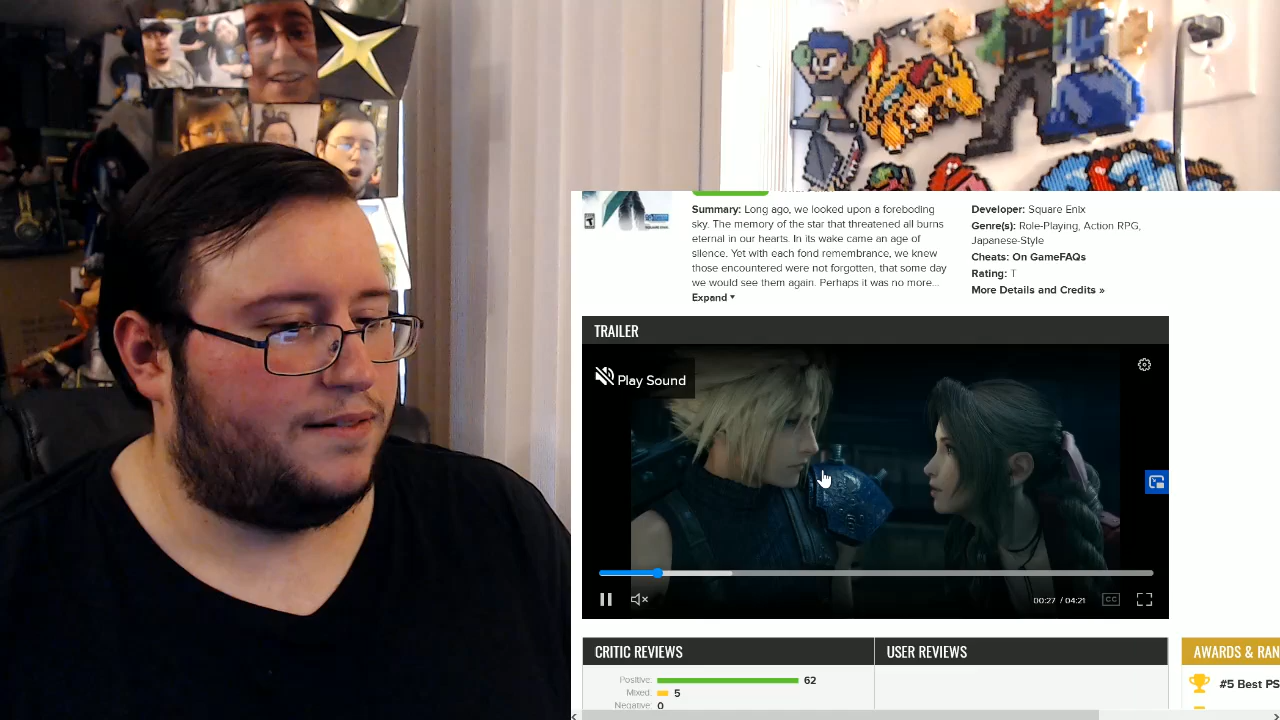 Summary: Long ago, we looked upon a foreboding
sky. The memory of the star that threatened all burns
eternal in our hearts. In its wake came an age of
silence. Yet with each fond remembrance, we knew
those encountered were not forgotten, that some day
we would see them again. Perhaps it was no more...
Expand
Developer: Square Enix
Genre(s): Role-Playing, Action RPG,
Japanese-Style
Cheats: On GameFAQs
Rating: T
More Details and Credits »
TRAILER
Play Sound
00:27 / 04:21
CC
CRITIC REVIEWS
Positive: 62
Mixed: 5
Negative: 0
USER REVIEWS
AWARDS & RAN
#5 Best PS